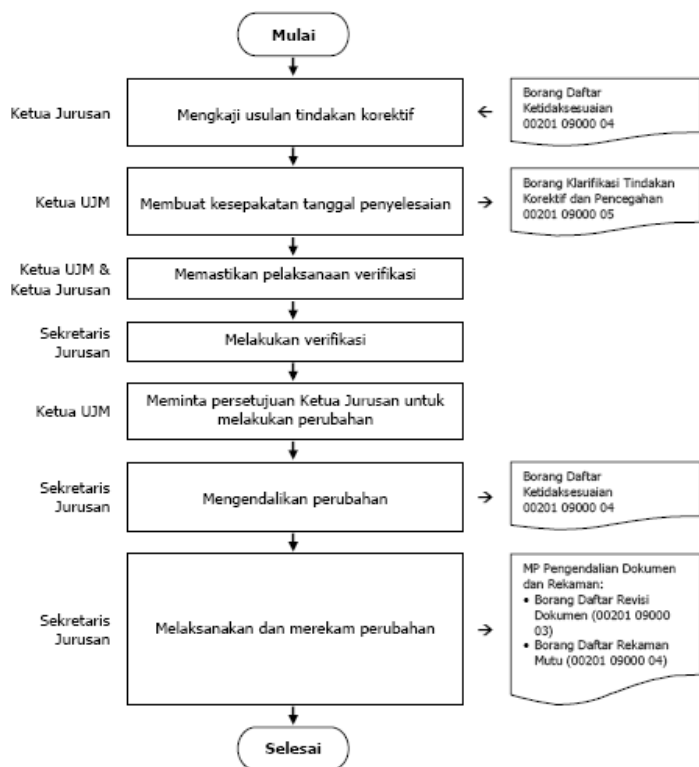 Mulai
Ketua Jurusan
Mengkaji usulan tindakan korektif
Borang Daftar
Ketidaksesuaian
00201 09000 04
Ketua UJM
Membuat kesepakatan tanggal penyelesaian
Borang Klarifikasi Tindakan
Korektif dan Pencegahan
00201 09000 05
Ketua UJM &
Ketua Jurusan
Memastikan pelaksanaan verifikasi
Sekretaris
Jurusan
Melakukan verifikasi
Ketua UJM
Meminta persetujuan Ketua Jurusan untuk
melakukan perubahan
Sekretaris
Jurusan
Mengendalikan perubahan
Borang Daftar
Ketidaksesuaian
00201 09000 04
Sekretaris
Jurusan
Melaksanakan dan merekam perubahan
MP Pengendalian Dokumen
dan Rekaman:
• Borang Daftar Revisi
Dokumen (00201 09000
03)
• Borang Daftar Rekaman
Mutu (00201 09000 04)
Selesai